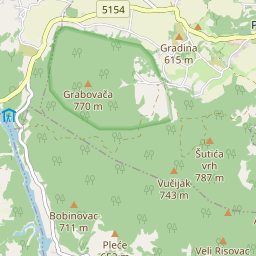 5154
Gradina
615 m
Grabovača
770 m
Šutića
vrh
787 m
Vučijak
743 m
Bobinovac
711 m
Pleće
Veli Risovac